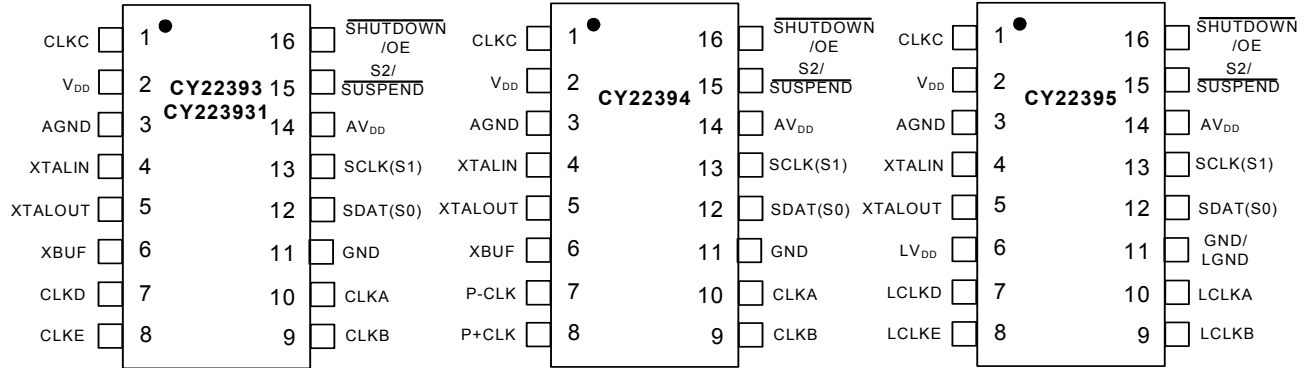 CLKC 1 16 SHUTDOWN
/OE
VDD 2 CY22393 15 S2/
SUSPEND
CY223931
AGND 3 14 AVDD
XTALIN 4 13 SCLK(S1)
XTALOUT 5 12 SDAT(S0)
XBUF 6 11 GND
CLKD 7 10 CLKA
CLKE 8 9 CLKB
CLKC 1 16 SHUTDOWN
/OE
VDD 2 15 S2/
SUSPEND
CY22394
AGND 3 14 AVDD
XTALIN 4 13 SCLK(S1)
XTALOUT 5 12 SDAT(S0)
XBUF 6 11 GND
P-CLK 7 10 CLKA
P+CLK 8 9 CLKB
CLKC 1 16 SHUTDOWN
/OE
VDD 2 15 S2/
SUSPEND
CY22395
AGND 3 14 AVDD
XTALIN 4 13 SCLK(S1)
XTALOUT 5 12 SDAT(S0)
LVDD 6 11 GND/
LGND
LCLKD 7 10 LCLKA
LCLKE 8 9 LCLKB